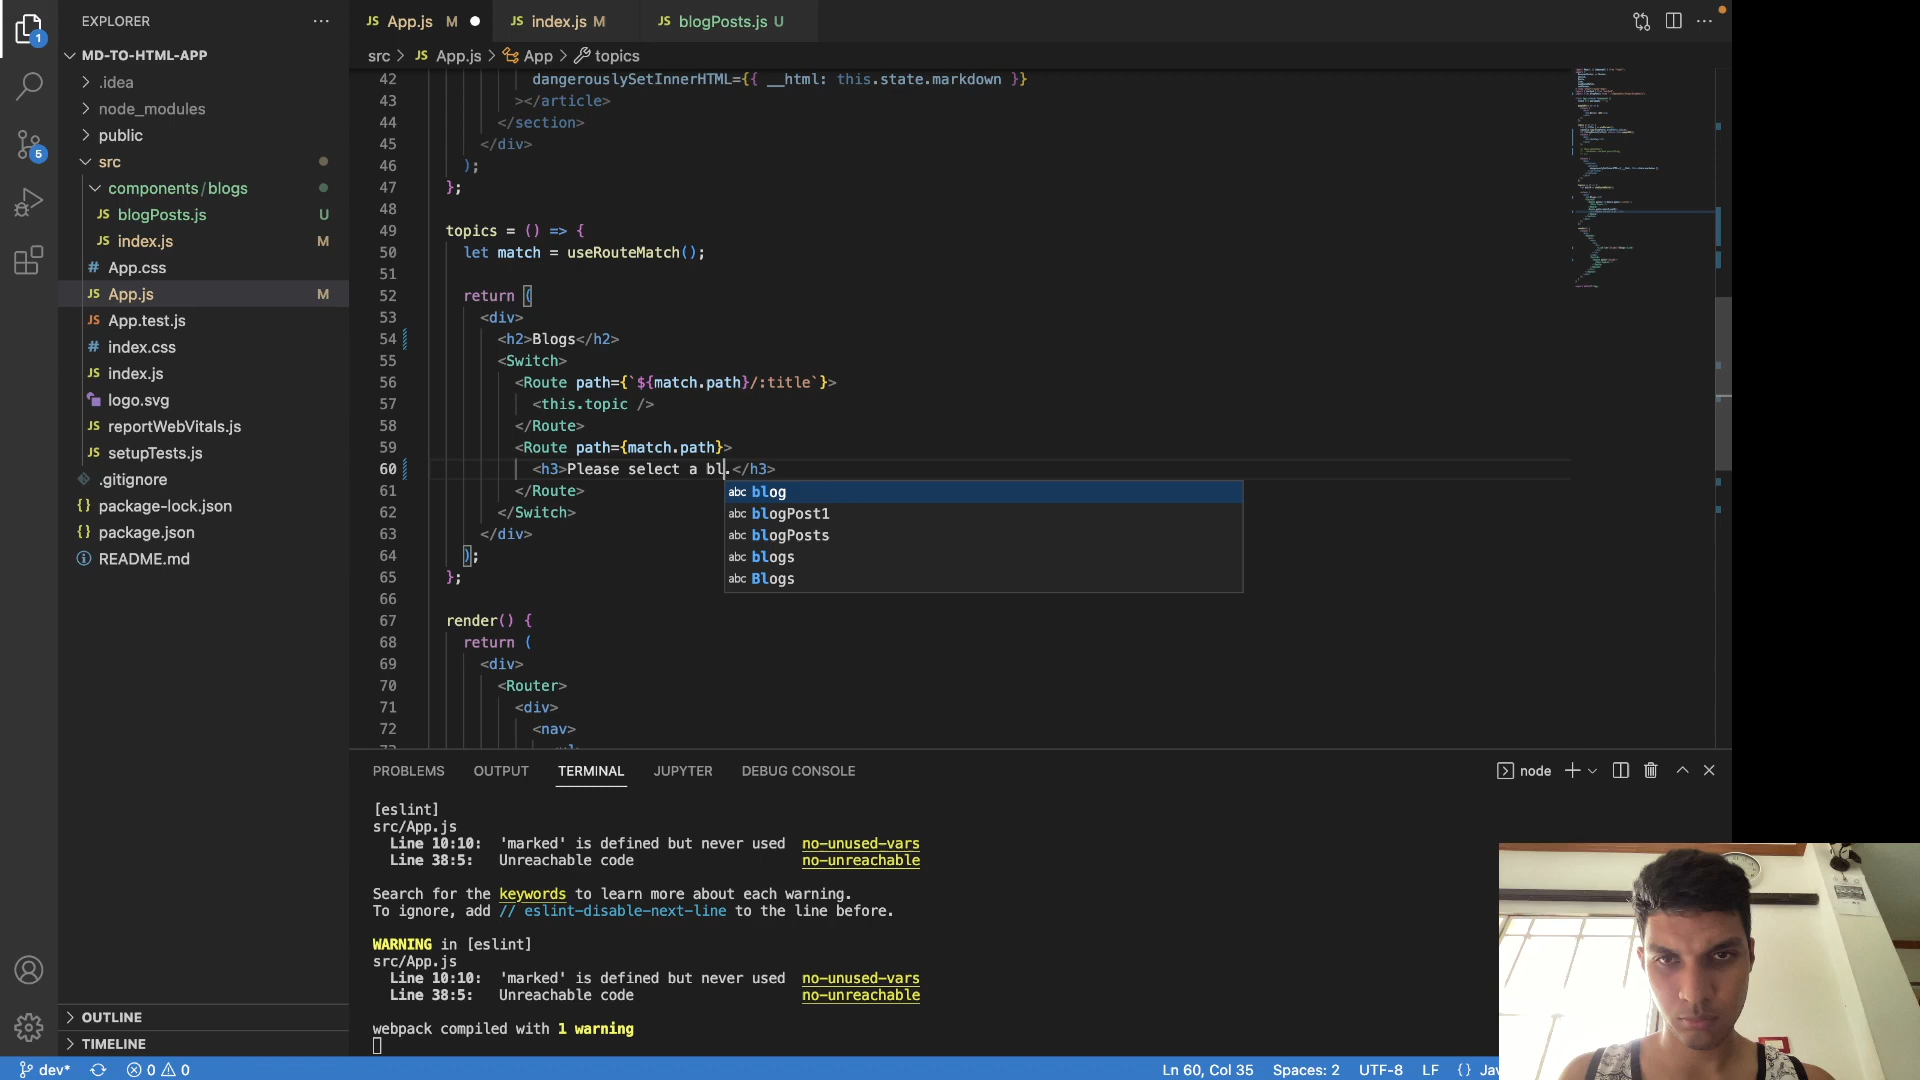 EXPLORER
MD-TO-HTML-APP
.idea
node_modules
public
src
components/blogs
blogPosts.js U
index.js M
App.css
App.js M
App.test.js
index.css
index.js
logo.svg
reportWebVitals.js
setupTests.js
.gitignore
package-lock.json
package.json
README.md
OUTLINE
TIMELINE
1
5
JS App.js M
JS index.js M
JS blogPosts.js U
src > JS App.js > App > topics
42 dangerouslySetInnerHTML={{ __html: this.state.markdown }}
43 ></article>
44 </section>
45 </div>
46 );
47 };
48
49 topics = () => {
50 let match = useRouteMatch();
51
52 return (
53 <div>
54 <h2>Blogs</h2>
55 <Switch>
56 <Route path={`${match.path}/:title`}>
57 <this.topic />
58 </Route>
59 <Route path={match.path}>
60 <h3>Please select a bl.</h3>
61 </Route>
62 </Switch>
63 </div>
64 );
65 };
66
67 render() {
68 return (
69 <div>
70 <Router>
71 <div>
72 <nav>
abc blog
abc blogPost1
abc blogPosts
abc blogs
abc Blogs
PROBLEMS OUTPUT TERMINAL JUPYTER DEBUG CONSOLE
node
[eslint]
src/App.js
Line 10:10: 'marked' is defined but never used no-unused-vars
Line 38:5: Unreachable code no-unreachable
Search for the keywords to learn more about each warning.
To ignore, add // eslint-disable-next-line to the line before.
WARNING in [eslint]
src/App.js
Line 10:10: 'marked' is defined but never used no-unused-vars
Line 38:5: Unreachable code no-unreachable
webpack compiled with 1 warning
dev* 0 0
Ln 60, Col 35 Spaces: 2 UTF-8 LF {} Jav